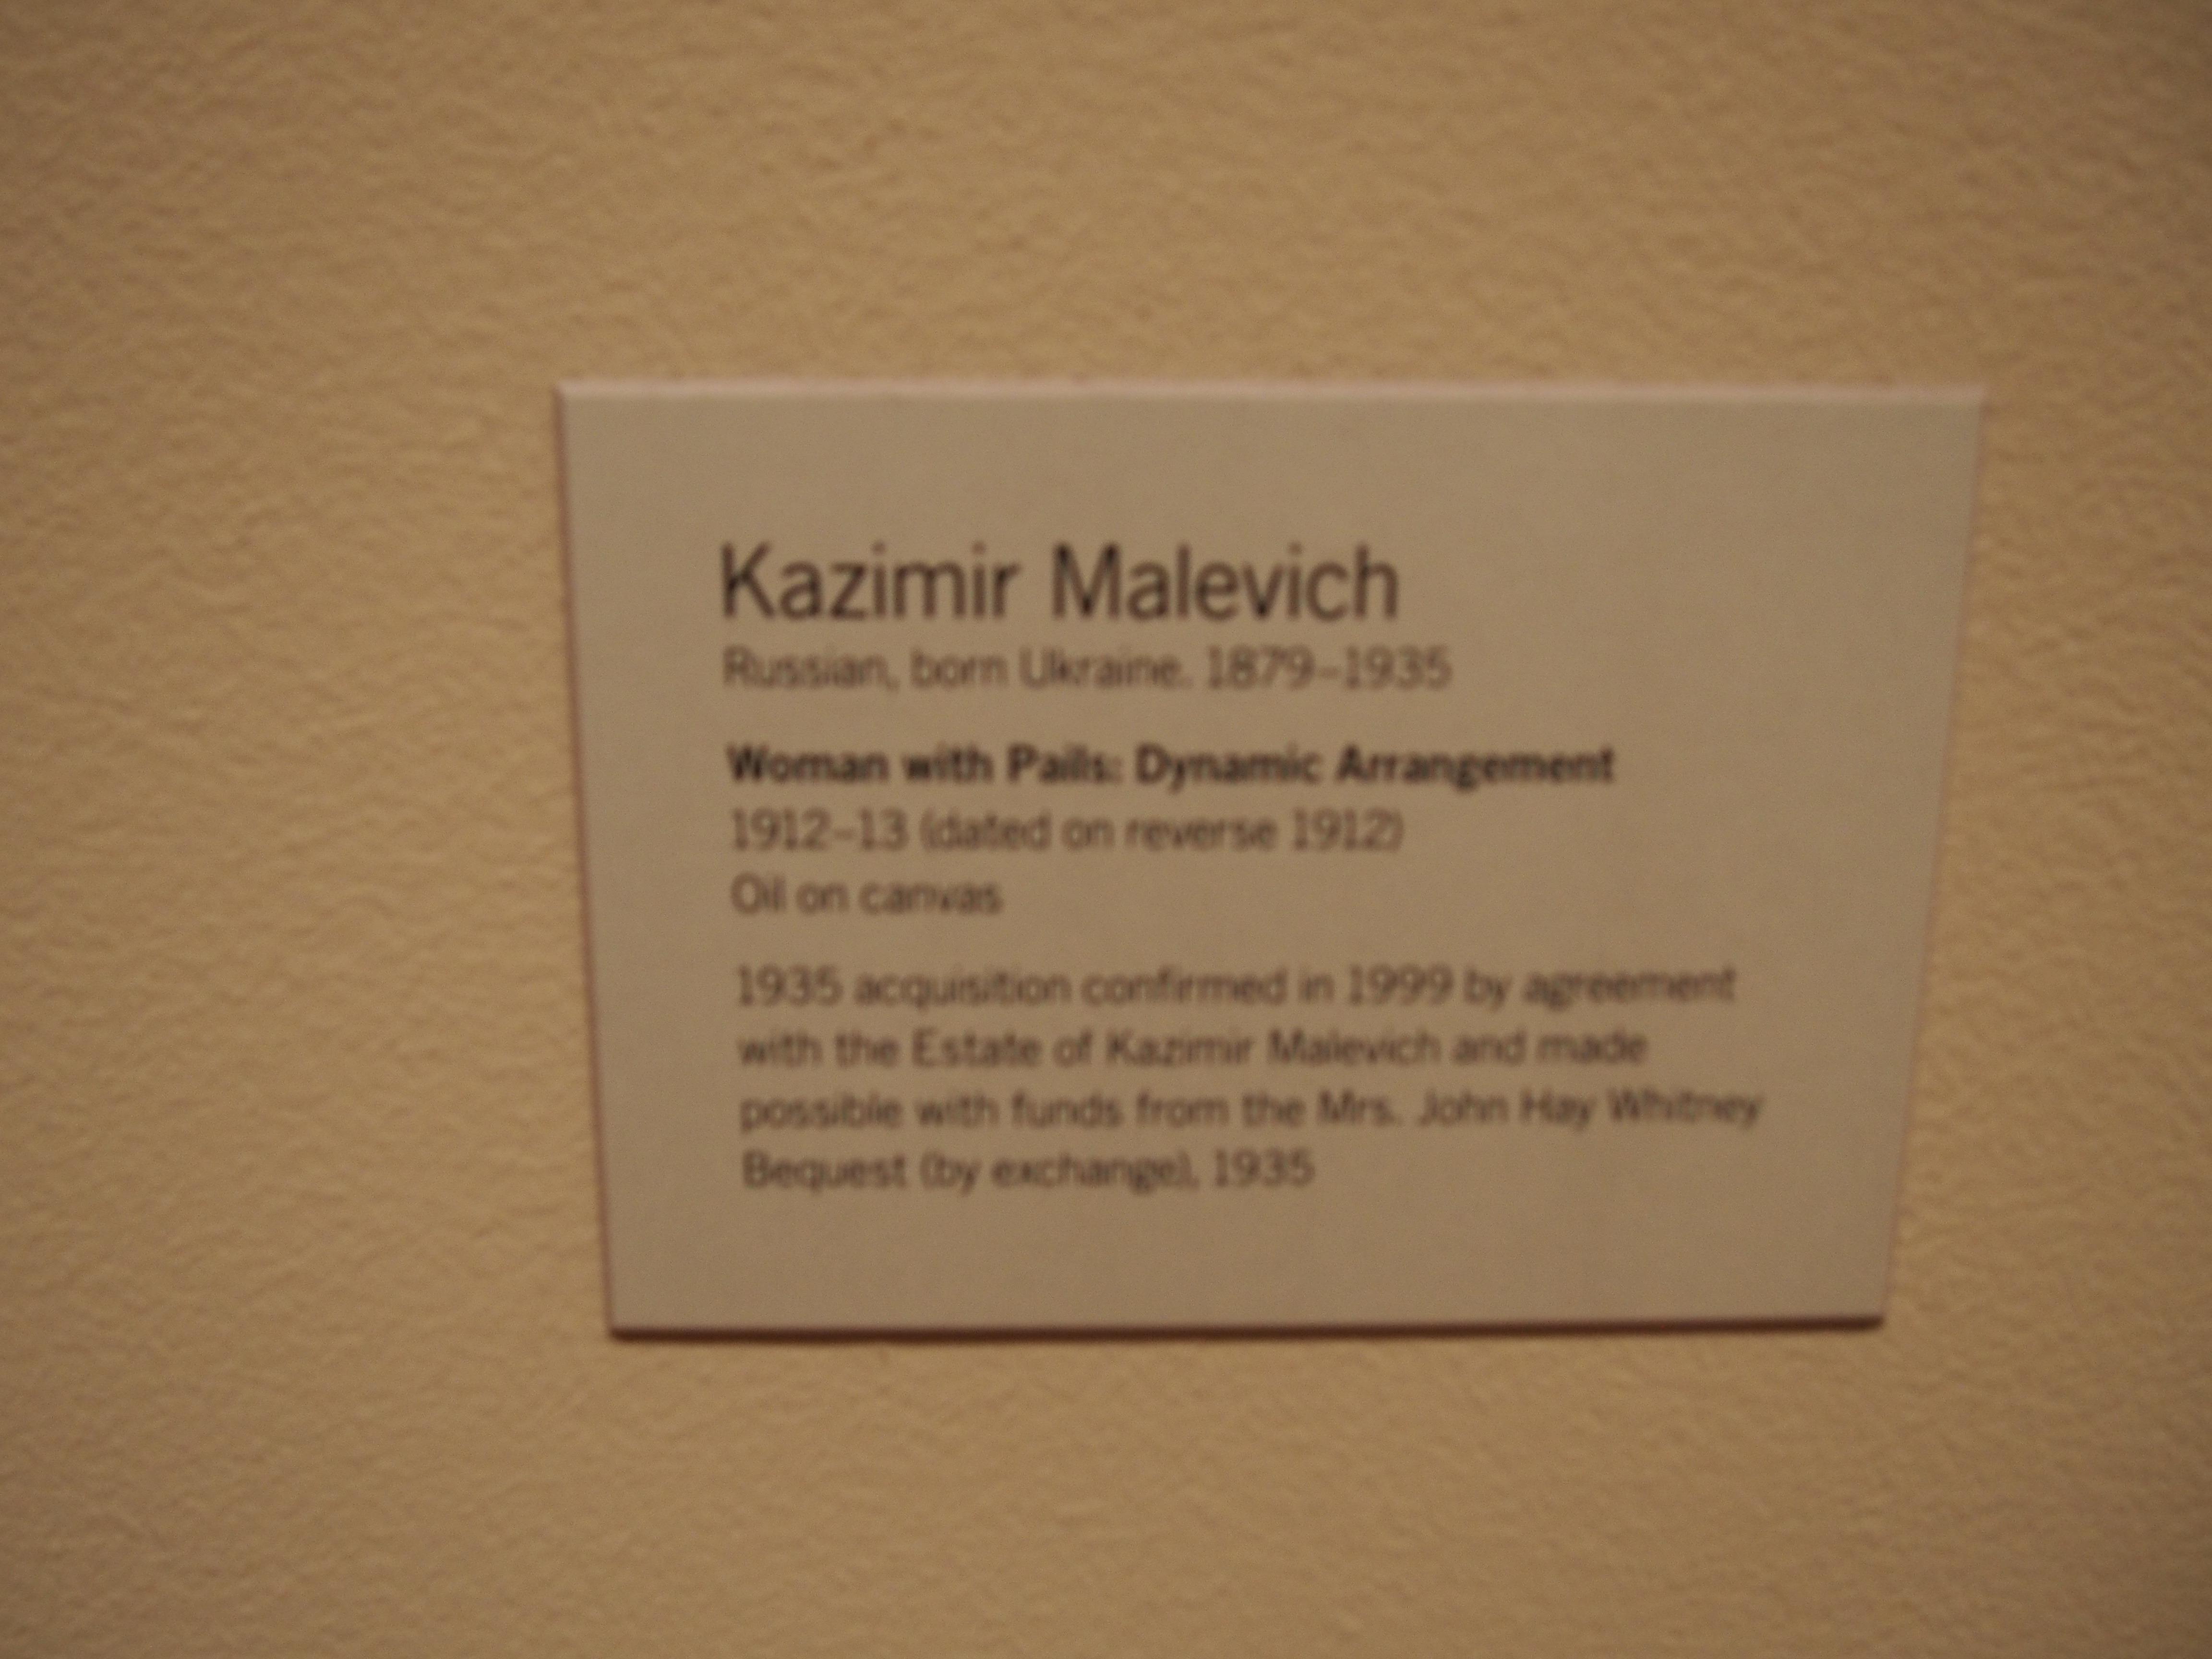 Kazimir Malevich
Russian, born Ukraine. 1879–1935
Woman with Pails: Dynamic Arrangement
1912–13 (dated on reverse 1912)
Oil on canvas
1935 acquisition confirmed in 1999 by agreement
with the Estate of Kazimir Malevich and made
possible with funds from the Mrs. John Hay Whitney
Bequest (by exchange), 1935